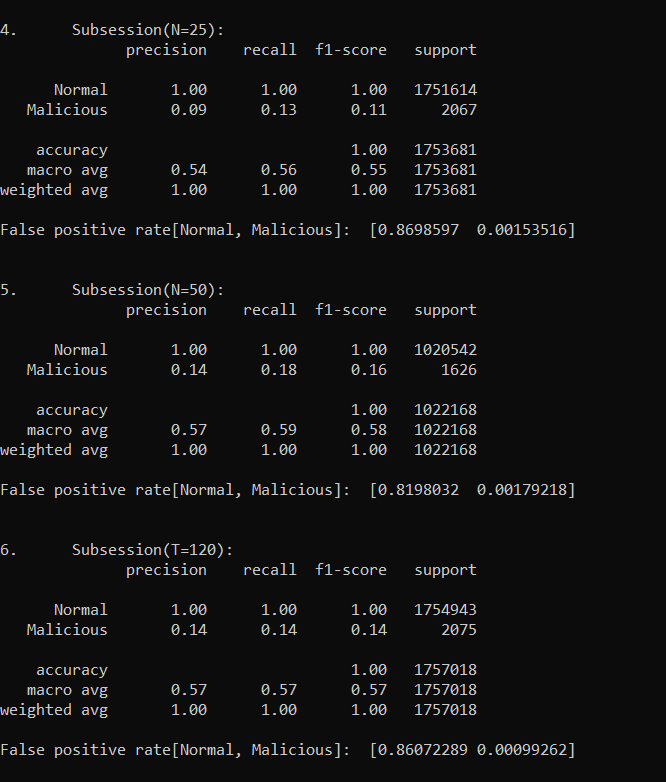 4.      Subsession(N=25):
              precision    recall  f1-score   support

      Normal       1.00      1.00      1.00   1751614
   Malicious       0.09      0.13      0.11      2067

    accuracy                           1.00   1753681
   macro avg       0.54      0.56      0.55   1753681
weighted avg       1.00      1.00      1.00   1753681

False positive rate[Normal, Malicious]:  [0.8698597  0.00153516]

5.      Subsession(N=50):
              precision    recall  f1-score   support

      Normal       1.00      1.00      1.00   1020542
   Malicious       0.14      0.18      0.16      1626

    accuracy                           1.00   1022168
   macro avg       0.57      0.59      0.58   1022168
weighted avg       1.00      1.00      1.00   1022168

False positive rate[Normal, Malicious]:  [0.8198032  0.00179218]

6.      Subsession(T=120):
              precision    recall  f1-score   support

      Normal       1.00      1.00      1.00   1754943
   Malicious       0.14      0.14      0.14      2075

    accuracy                           1.00   1757018
   macro avg       0.57      0.57      0.57   1757018
weighted avg       1.00      1.00      1.00   1757018

False positive rate[Normal, Malicious]:  [0.86072289 0.00099262]